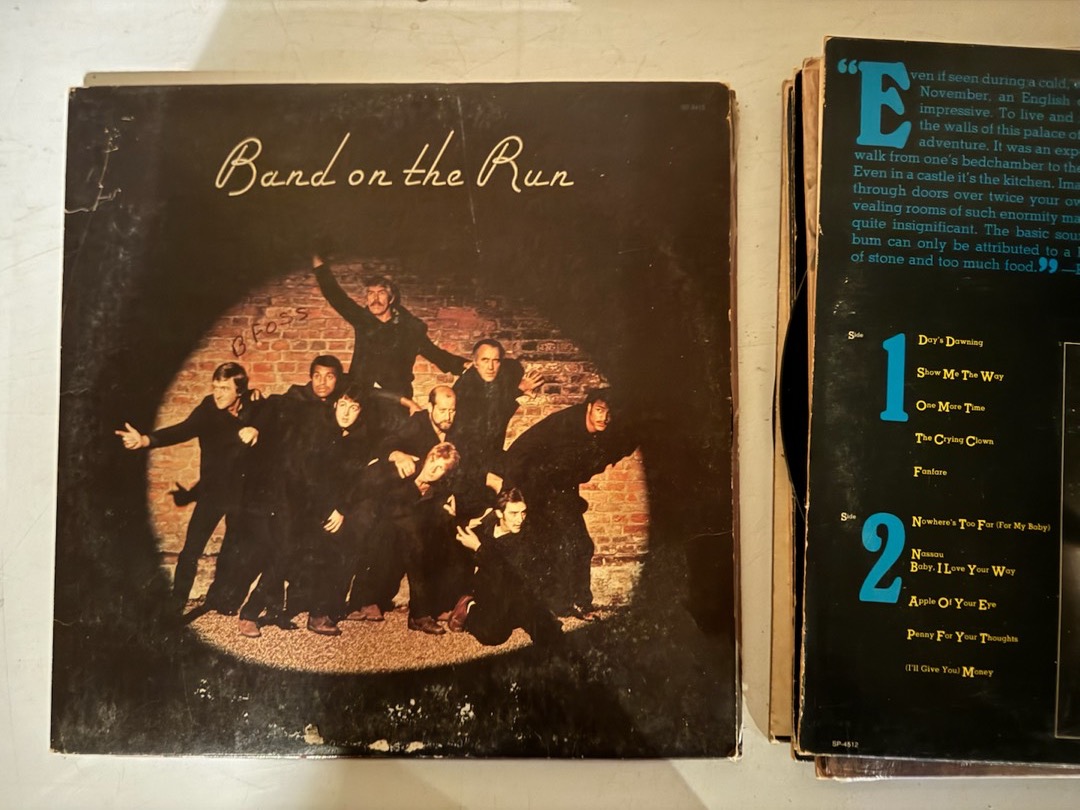 Band on the Run
B FOSS
"Even if seen during a cold,
November, an English
impressive. To live and
the walls of this palace of
adventure. It was an exp
walk from one's bedchamber to the
Even in a castle it's the kitchen. Ima
through doors over twice your ow
vealing rooms of such enormity ma
quite insignificant. The basic sou
bum can only be attributed to a
of stone and too much food." —
Side 1
Day's Dawning
Show Me The Way
One More Time
The Crying Clown
Fanfare
Side 2
Nowhere's Too Far (For My Baby)
Nassau
Baby, I Love Your Way
Apple Of Your Eye
Penny For Your Thoughts
(I'll Give You) Money
SP-4512